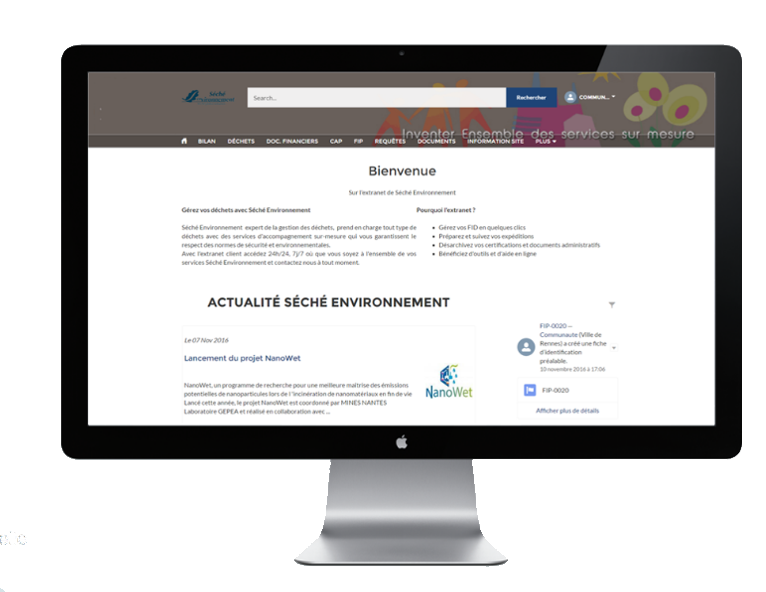 Séché
Search...
Rechercher
COMMUN...
Inventer Ensemble des services sur mesure
BILAN DÉCHETS DOC. FINANCIERS CAP FIP REQUÊTES DOCUMENTS INFORMATION SITE PLUS
Bienvenue
Sur l'extranet de Séché Environnement
Gérez vos déchets avec Séché Environnement
Séché Environnement expert de la gestion des déchets, prend en charge tout type de
déchets avec des services d'accompagnement sur-mesure qui vous garantissent le
respect des normes de sécurité et environnementales.
Avec l'extranet client accédez 24h/24, 7j/7 où que vous soyez à l'ensemble de vos
services Séché Environnement et contactez nous à tout moment.
Pourquoi l'extranet ?
• Gérez vos FID en quelques clics
• Préparez et suivez vos expéditions
• Désarchivez vos certifications et documents administratifs
• Bénéficiez d'outils et d'aide en ligne
ACTUALITÉ SÉCHÉ ENVIRONNEMENT
Le 07 Nov 2016
Lancement du projet NanoWet
NanoWet, un programme de recherche pour une meilleure maîtrise des émissions
potentielles de nanoparticules lors de l'incinération de nanomatériaux en fin de vie
Lancé cette année, le projet NanoWet est coordonné par MINES NANTES
Laboratoire GEPEA et réalisé en collaboration avec ...
NanoWet
FIP-0020 —
Communaute (Ville de
Rennes) a créé une fiche
d'identification
préalable.
10 novembre 2016 à 17:06
FIP-0020
Afficher plus de détails